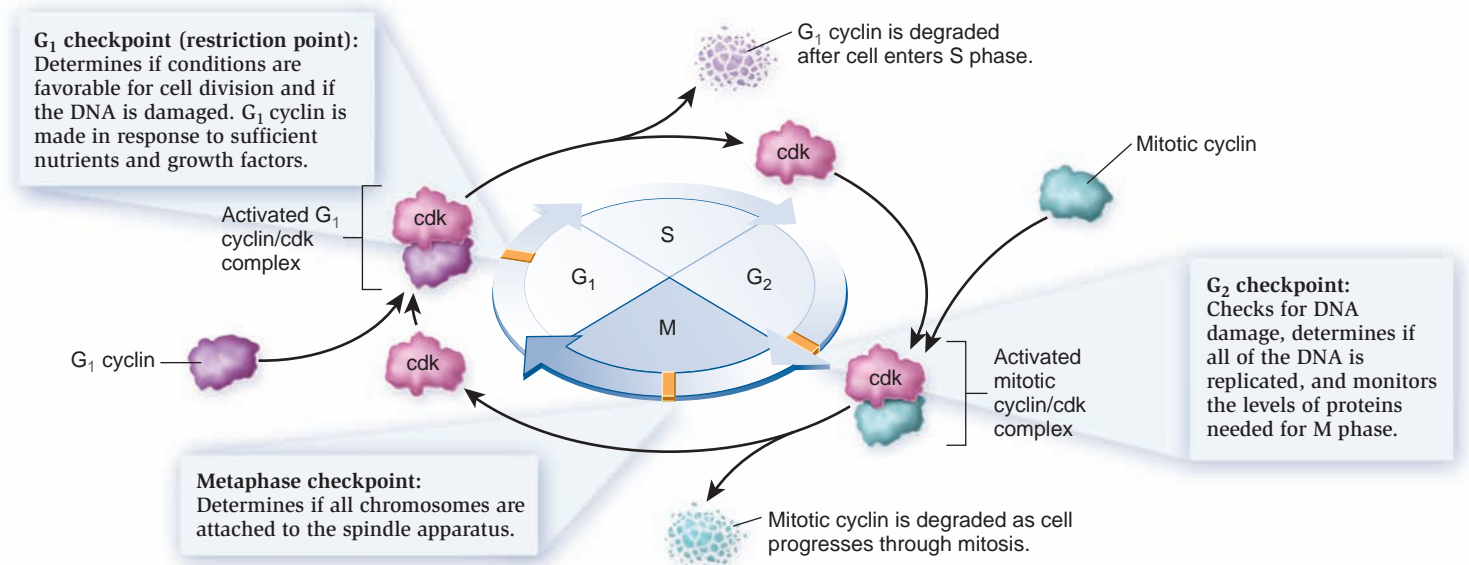 G₁ checkpoint (restriction point):
Determines if conditions are
favorable for cell division and if
the DNA is damaged. G₁ cyclin is
made in response to sufficient
nutrients and growth factors.
G₁ cyclin is degraded
after cell enters S phase.
cdk
Mitotic cyclin
Activated G₁
cyclin/cdk
complex
cdk
S
G₁
G₂
M
G₂ checkpoint:
Checks for DNA
damage, determines if
all of the DNA is
replicated, and monitors
the levels of proteins
needed for M phase.
G₁ cyclin
cdk
cdk
Activated
mitotic
cyclin/cdk
complex
Metaphase checkpoint:
Determines if all chromosomes are
attached to the spindle apparatus.
Mitotic cyclin is degraded as cell
progresses through mitosis.